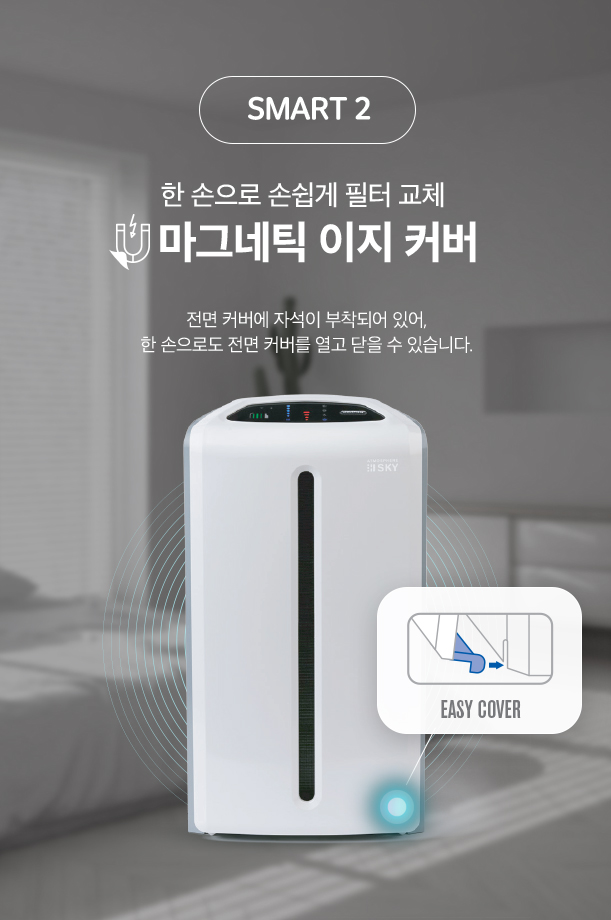 SMART 2
한 손으로 손쉽게 필터 교체
마그네틱 이지 커버
전면 커버에 자석이 부착되어 있어,
한 손으로도 전면 커버를 열고 닫을 수 있습니다.
SKY
EASY COVER